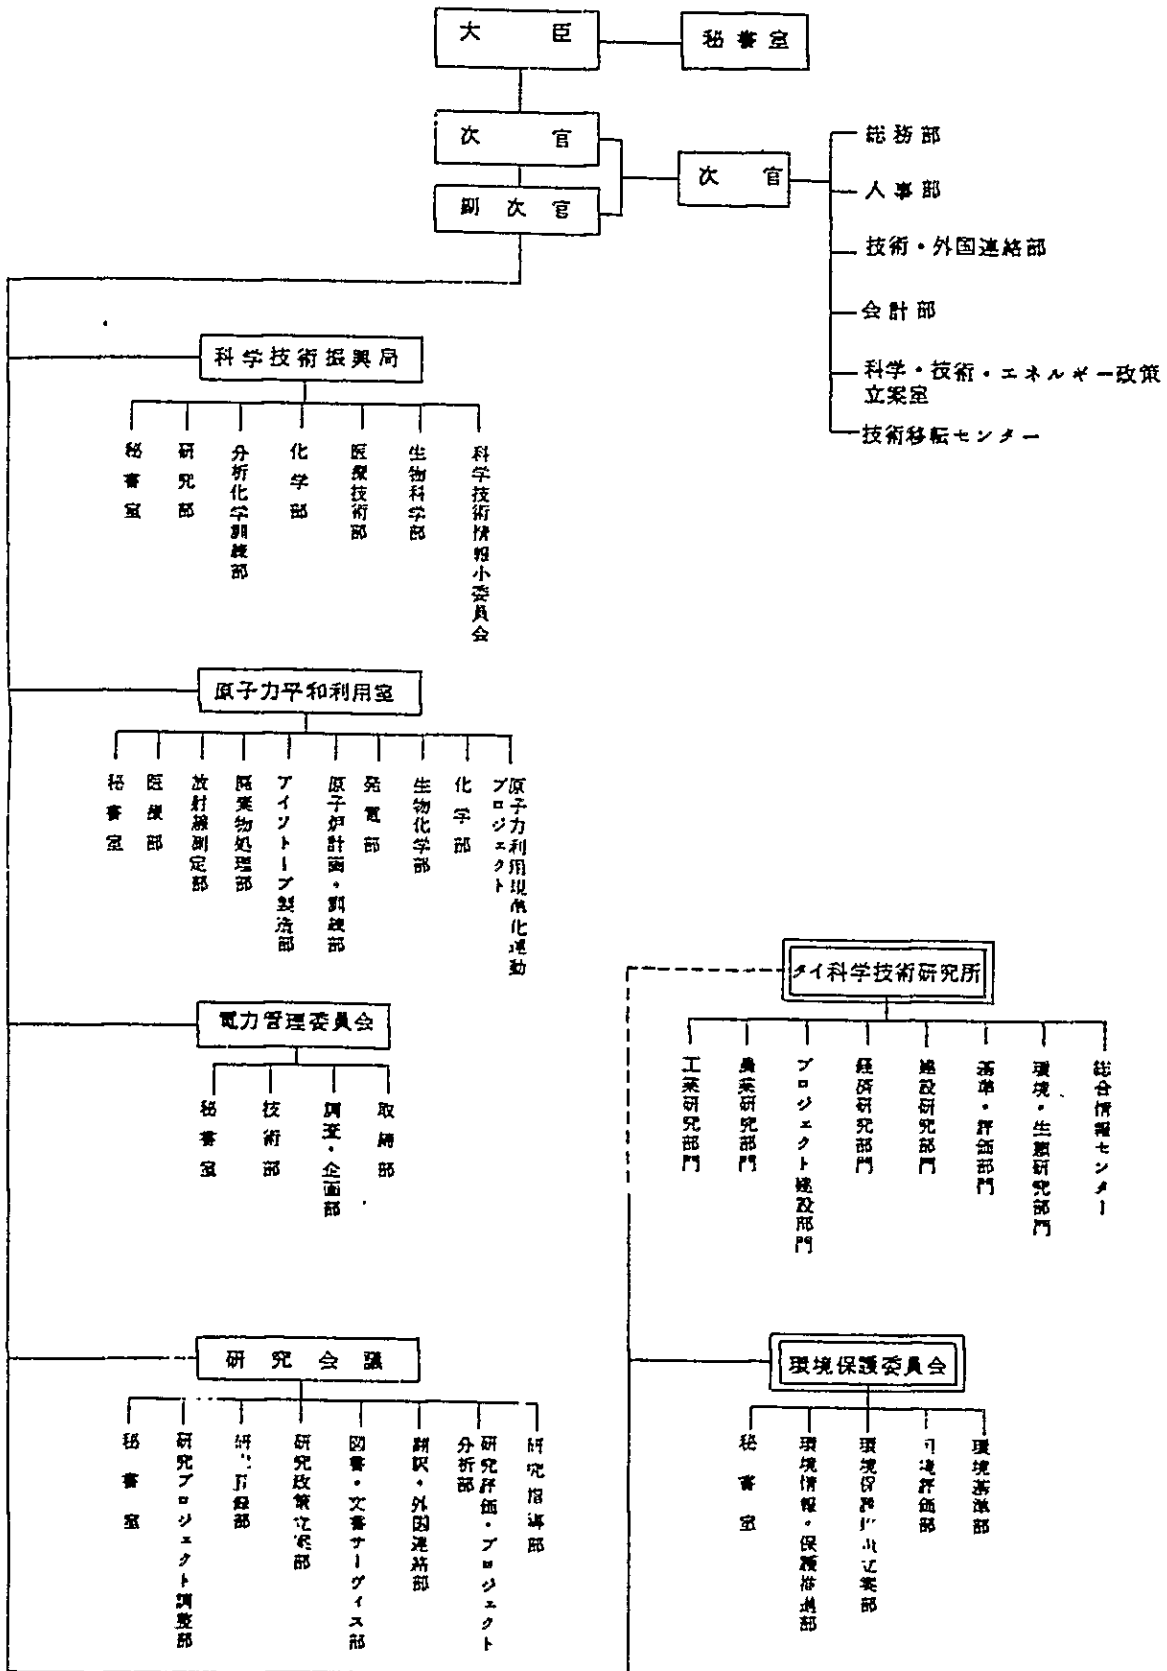 大臣
秘書室
次官
副次官
次官
総務部
人事部
技術・外国連絡部
会計部
科学・技術・エネルギー政策
立案室
技術移転センター
科学技術振興局
秘書室
研究部
分析化学訓練部
化学部
医療技術部
生物科学部
科学技術情報小委員会
原子力平和利用室
秘書室
医療部
放射線測定部
廃棄物処理部
アイソトープ製造部
原子炉計画・訓練部
発電部
生物化学部
化学部
原子力利用規準化運動
プロジェクト
電力管理委員会
秘書室
技術部
調査・企画部
取締部
タイ科学技術研究所
工業研究部門
農業研究部門
プロジェクト建設部門
経済研究部門
建設研究部門
基準・評価部門
環境・生態研究部門
総合情報センター
研究会議
秘書室
研究プロジェクト調整部
部
研究政策立案部
図書・文書サーヴィス部
翻訳・外国連絡部
研究評価・プロジェクト
分析部
研究指導部
環境保護委員会
秘書室
環境情報・保護推進部
環境保護 立案部
境評価部
環境基準部